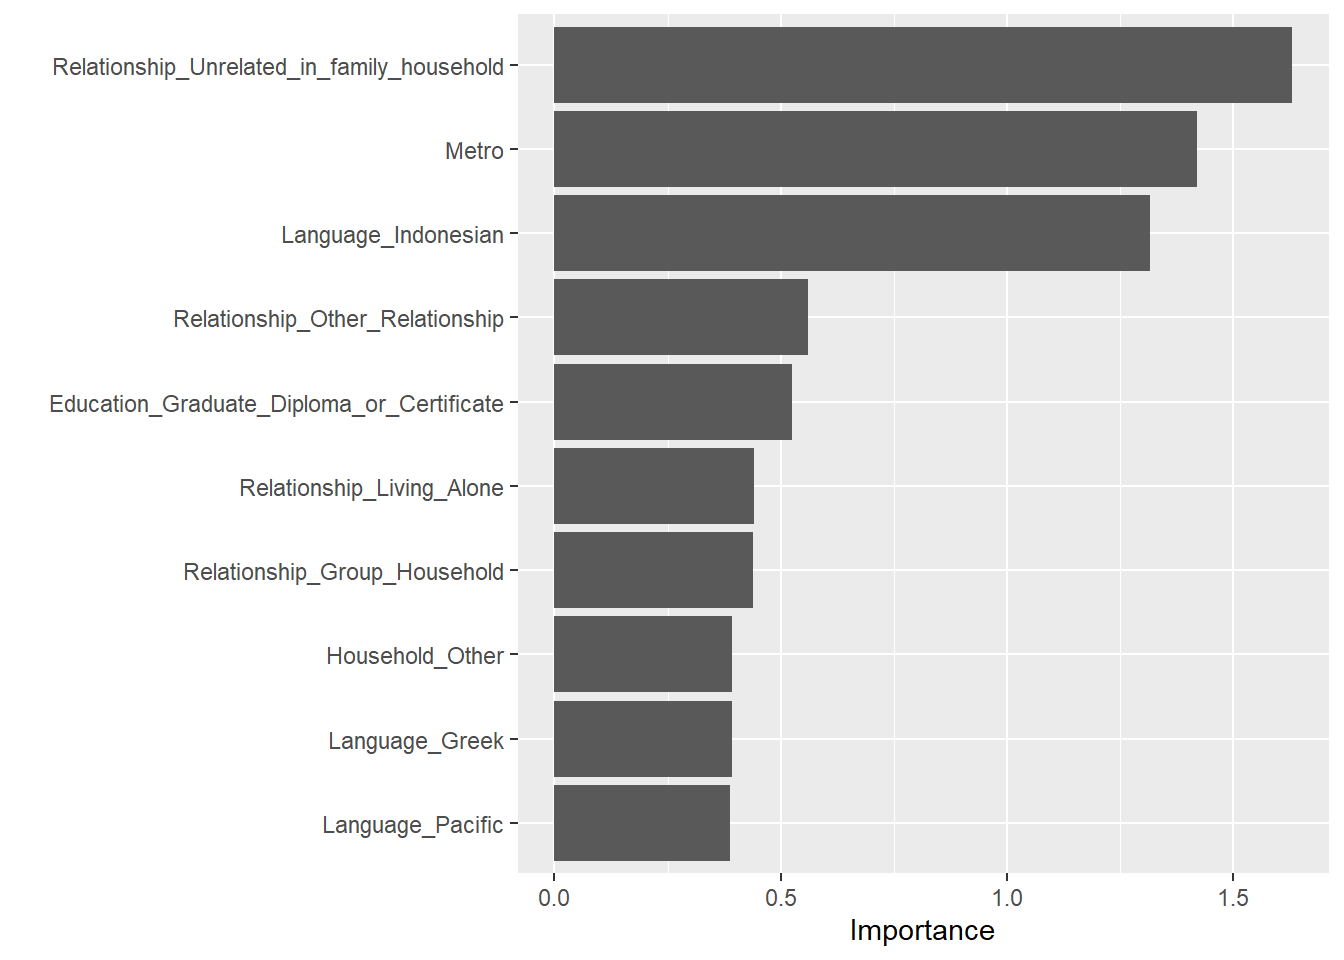 Relationship_Unrelated_in_family_household
Metro
Language_Indonesian
Relationship_Other_Relationship
Education_Graduate_Diploma_or_Certificate
Relationship_Living_Alone
Relationship_Group_Household
Household_Other
Language_Greek
Language_Pacific
0.0 0.5 1.0 1.5
Importance